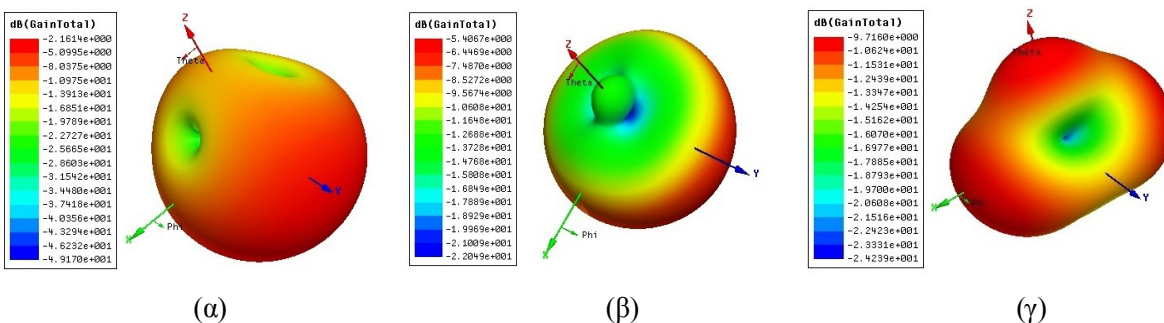 dB(GainTotal)
-2.1614e+000
-5.0995e+000
-8.0375e+000
-1.0975e+001
-1.3913e+001
-1.6851e+001
-1.9789e+001
-2.2727e+001
-2.5665e+001
-2.8603e+001
-3.1542e+001
-3.4480e+001
-3.7418e+001
-4.0356e+001
-4.3294e+001
-4.6232e+001
-4.9170e+001
Z
Theta
Y
X
Phi
(α)
dB(GainTotal)
-5.4067e+000
-6.4469e+000
-7.4870e+000
-8.5272e+000
-9.5674e+000
-1.0608e+001
-1.1648e+001
-1.2688e+001
-1.3728e+001
-1.4768e+001
-1.5808e+001
-1.6849e+001
-1.7889e+001
-1.8929e+001
-1.9969e+001
-2.1009e+001
-2.2049e+001
Z
Theta
Y
X
Phi
(β)
dB(GainTotal)
-9.7160e+000
-1.0624e+001
-1.1531e+001
-1.2439e+001
-1.3347e+001
-1.4254e+001
-1.5162e+001
-1.6070e+001
-1.6977e+001
-1.7885e+001
-1.8793e+001
-1.9700e+001
-2.0608e+001
-2.1516e+001
-2.2423e+001
-2.3331e+001
-2.4239e+001
Z
Theta
X
Phi
Y
(γ)